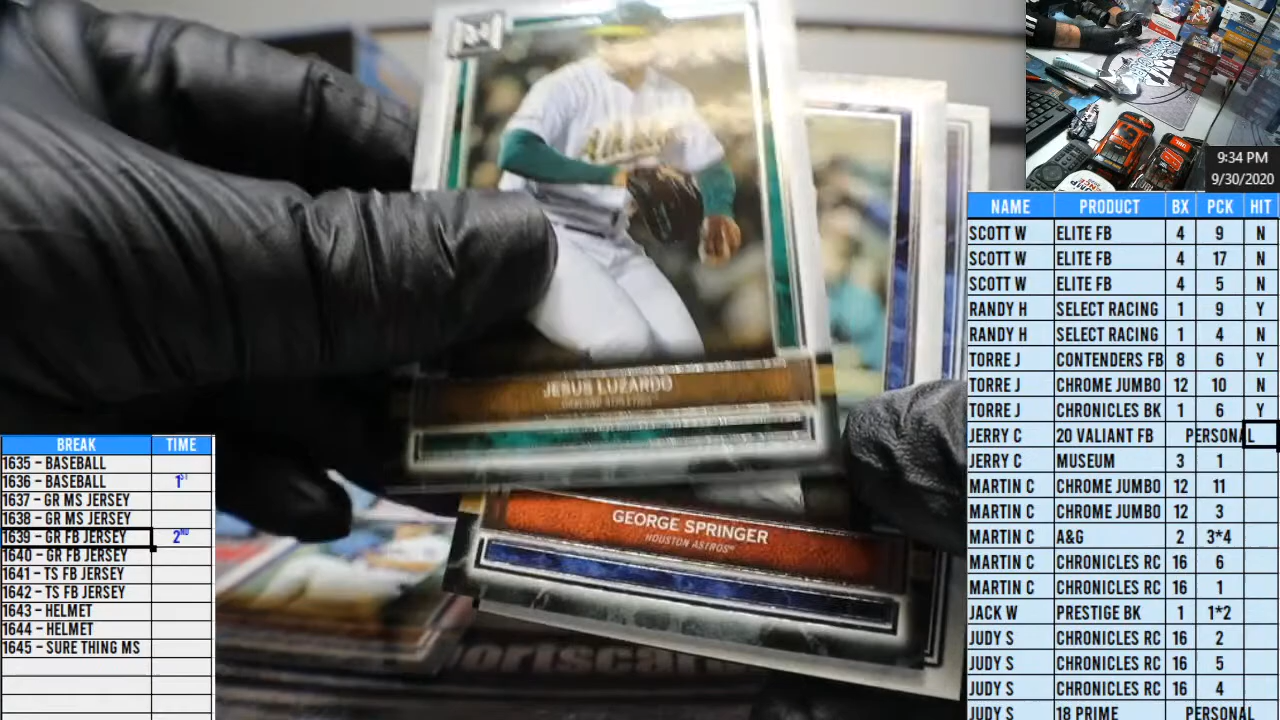 JESUS LUZARDO
OAKLAND ATHLETICS
GEORGE SPRINGER
HOUSTON ASTROS
9:34 PM
9/30/2020
NAME PRODUCT BX PCK HIT
SCOTT W ELITE FB 4 9 N
SCOTT W ELITE FB 4 17 N
SCOTT W ELITE FB 4 5 N
RANDY H SELECT RACING 1 9 Y
RANDY H SELECT RACING 1 4 N
TORRE J CONTENDERS FB 8 6 Y
TORRE J CHROME JUMBO 12 10 N
TORRE J CHRONICLES BK 1 6 Y
JERRY C 20 VALIANT FB PERSONAL
JERRY C MUSEUM 3 1
MARTIN C CHROME JUMBO 12 11
MARTIN C CHROME JUMBO 12 3
MARTIN C A&G 2 3*4
MARTIN C CHRONICLES RC 16 6
MARTIN C CHRONICLES RC 16 1
JACK W PRESTIGE BK 1 1*2
JUDY S CHRONICLES RC 16 2
JUDY S CHRONICLES RC 16 5
JUDY S CHRONICLES RC 16 4
JUDY S 18 PRIME PERSONAL
BREAK TIME
1635 - BASEBALL
1636 - BASEBALL 1ST
1637 - GR MS JERSEY
1638 - GR MS JERSEY
1639 - GR FB JERSEY 2ND
1640 - GR FB JERSEY
1641 - TS FB JERSEY
1642 - TS FB JERSEY
1643 - HELMET
1644 - HELMET
1645 - SURE THING MS